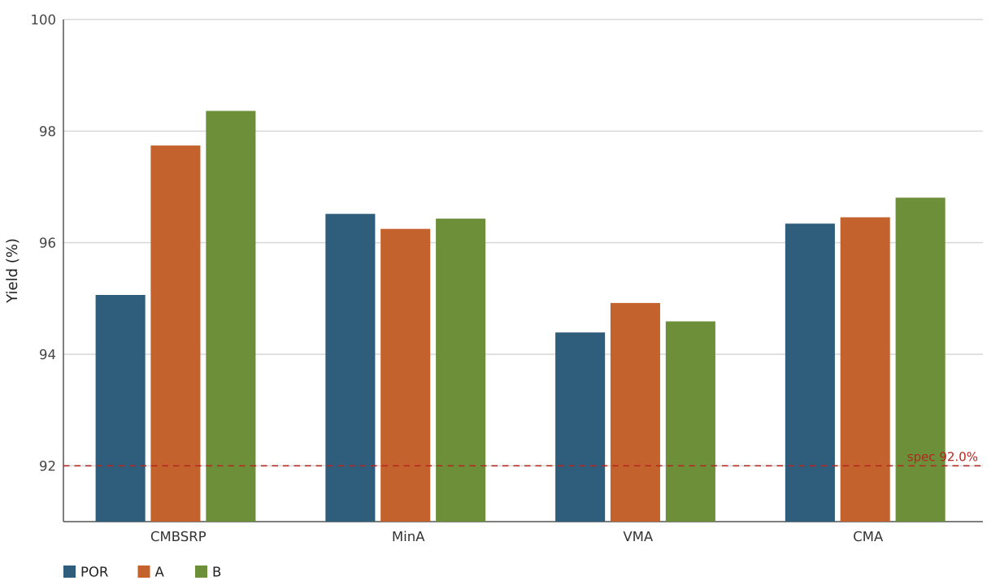 100
98
96
94
92
Yield (%)
spec 92.0%
CMBSRP MinA VMA CMA
POR A B